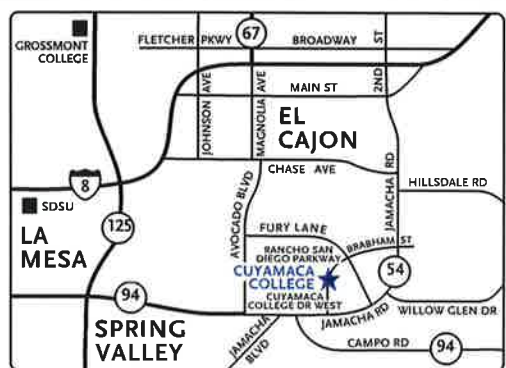 GROSSMONT
COLLEGE
FLETCHER PKWY
67
BROADWAY
2ND ST
JOHNSON AVE
MAGNOLIA AVE
MAIN ST
EL
CAJON
CHASE AVE
8
SDSU
LA
MESA
125
AVOCADO BLVD
JAMACHA RD
HILLSDALE RD
FURY LANE
RANCHO SAN
DIEGO PARKWAY
BRABHAM ST
CUYAMACA
COLLEGE
CUYAMACA
COLLEGE DR WEST
54
94
SPRING
VALLEY
JAMACHA
BLVD
JAMACHA RD
WILLOW GLEN DR
CAMPO RD
94